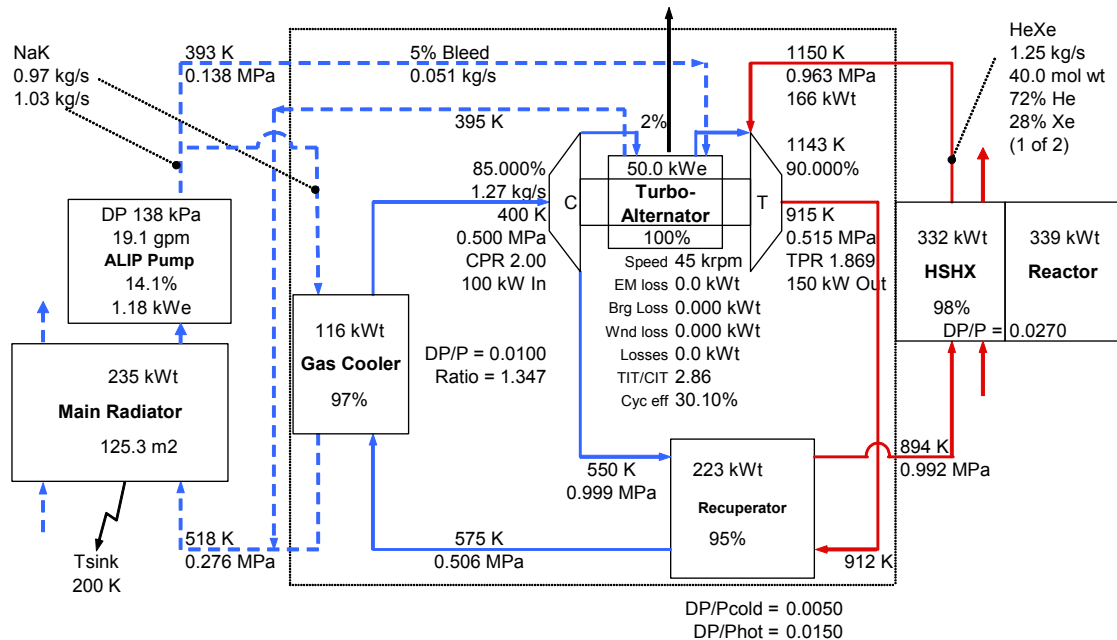 NaK
0.97 kg/s
1.03 kg/s
393 K
0.138 MPa
5% Bleed
0.051 kg/s
395 K
2%
1150 K
0.963 MPa
166 kWt
HeXe
1.25 kg/s
40.0 mol wt
72% He
28% Xe
(1 of 2)
1143 K
90.000%
85.000%
1.27 kg/s
400 K
0.500 MPa
CPR 2.00
100 kW In
C
50.0 kWe
Turbo-
Alternator
100%
T
Speed 45 krpm
EM loss 0.0 kWt
Brg Loss 0.000 kWt
Wnd loss 0.000 kWt
Losses 0.0 kWt
TIT/CIT 2.86
Cyc eff 30.10%
915 K
0.515 MPa
TPR 1.869
150 kW Out
DP 138 kPa
19.1 gpm
ALIP Pump
14.1%
1.18 kWe
332 kWt
HSHX
98%
339 kWt
Reactor
DP/P = 0.0270
116 kWt
Gas Cooler
97%
DP/P = 0.0100
Ratio = 1.347
235 kWt
Main Radiator
125.3 m2
550 K
0.999 MPa
223 kWt
Recuperator
95%
894 K
0.992 MPa
518 K
0.276 MPa
575 K
0.506 MPa
912 K
Tsink
200 K
DP/Pcold = 0.0050
DP/Phot = 0.0150